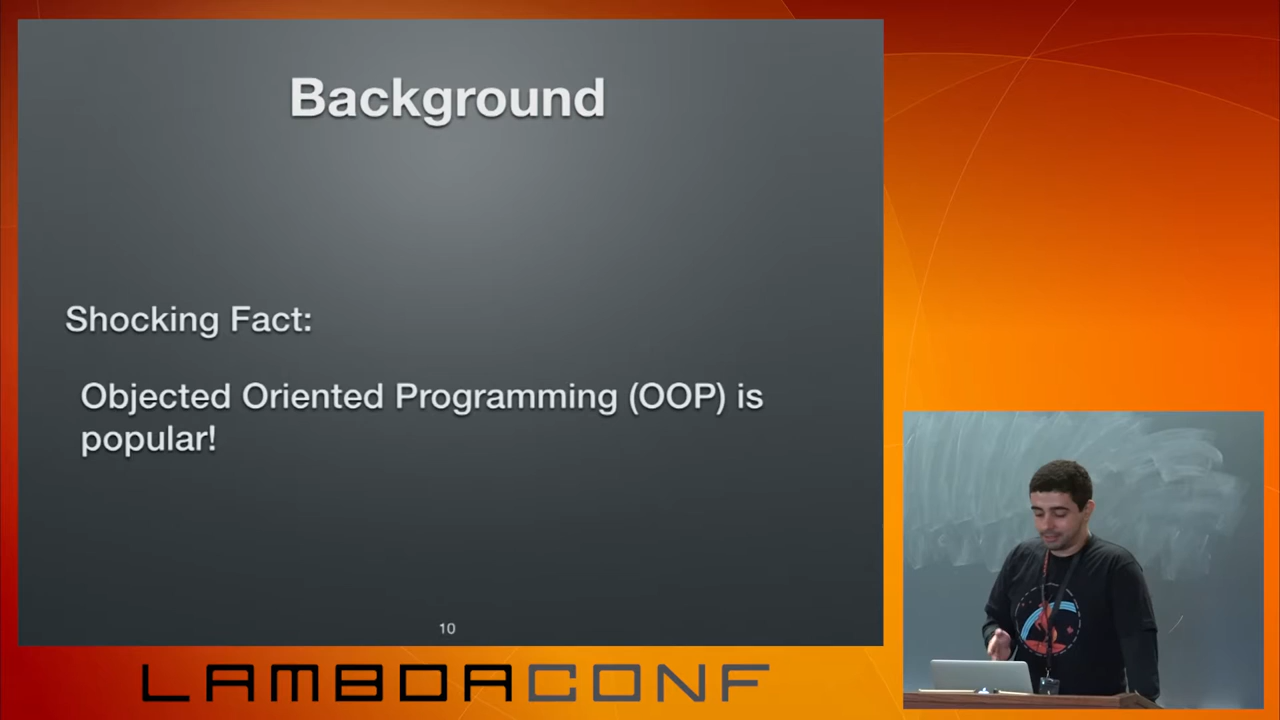 Background
Shocking Fact:
Objected Oriented Programming (OOP) is
popular!
10
LAMBDACONF